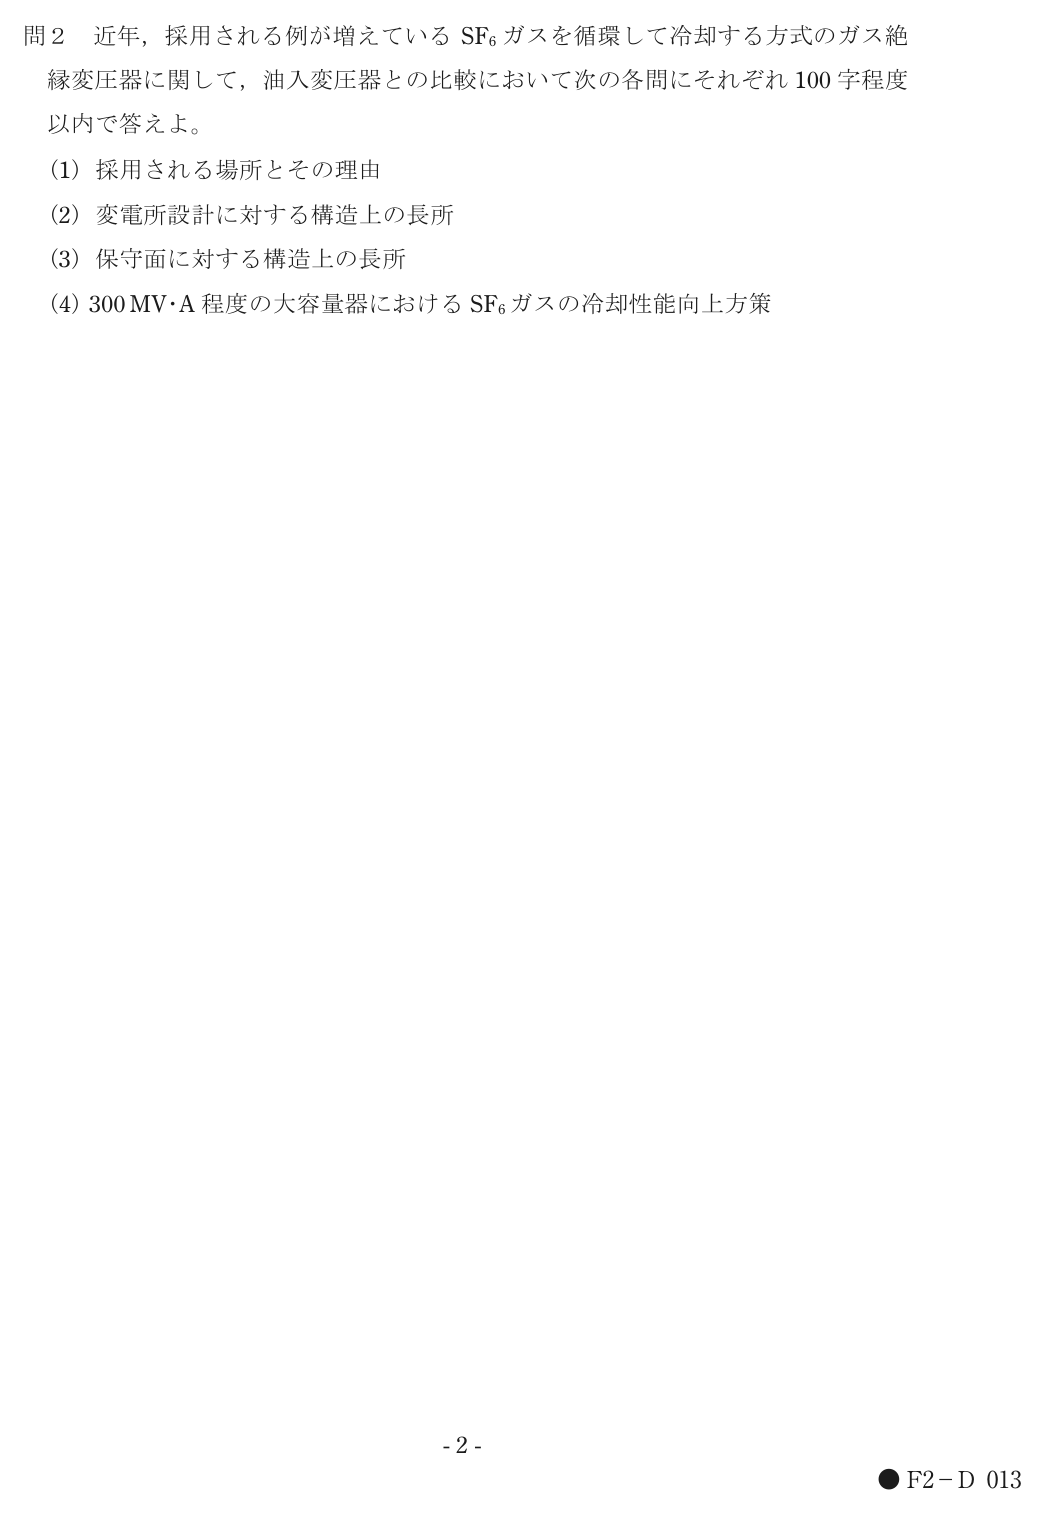 問２　近年，採用される例が増えている SF₆ ガスを循環して冷却する方式のガス絶
縁変圧器に関して，油入変圧器との比較において次の各問にそれぞれ 100 字程度
以内で答えよ。
（1）採用される場所とその理由
（2）変電所設計に対する構造上の長所
（3）保守面に対する構造上の長所
（4）300 MV･A 程度の大容量器における SF₆ ガスの冷却性能向上方策
- 2 -
● F2－D 013